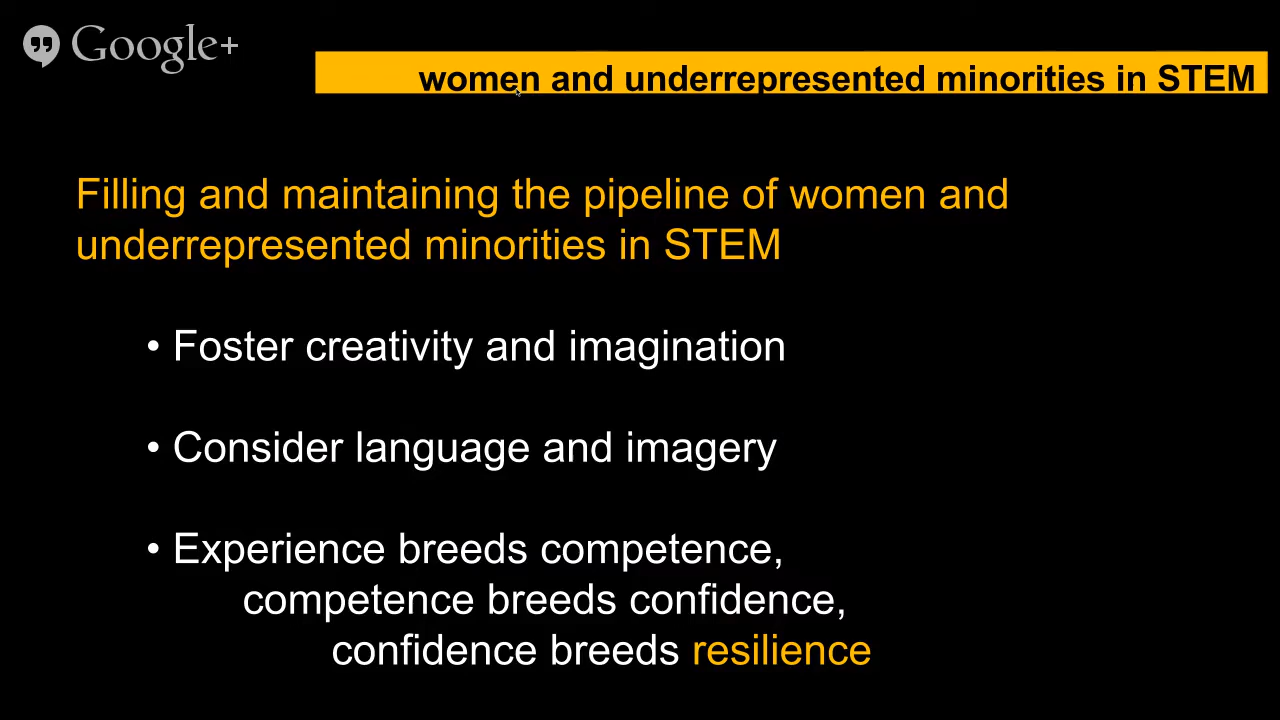 Google+
women and underrepresented minorities in STEM
Filling and maintaining the pipeline of women and
underrepresented minorities in STEM
• Foster creativity and imagination
• Consider language and imagery
• Experience breeds competence,
competence breeds confidence,
confidence breeds resilience